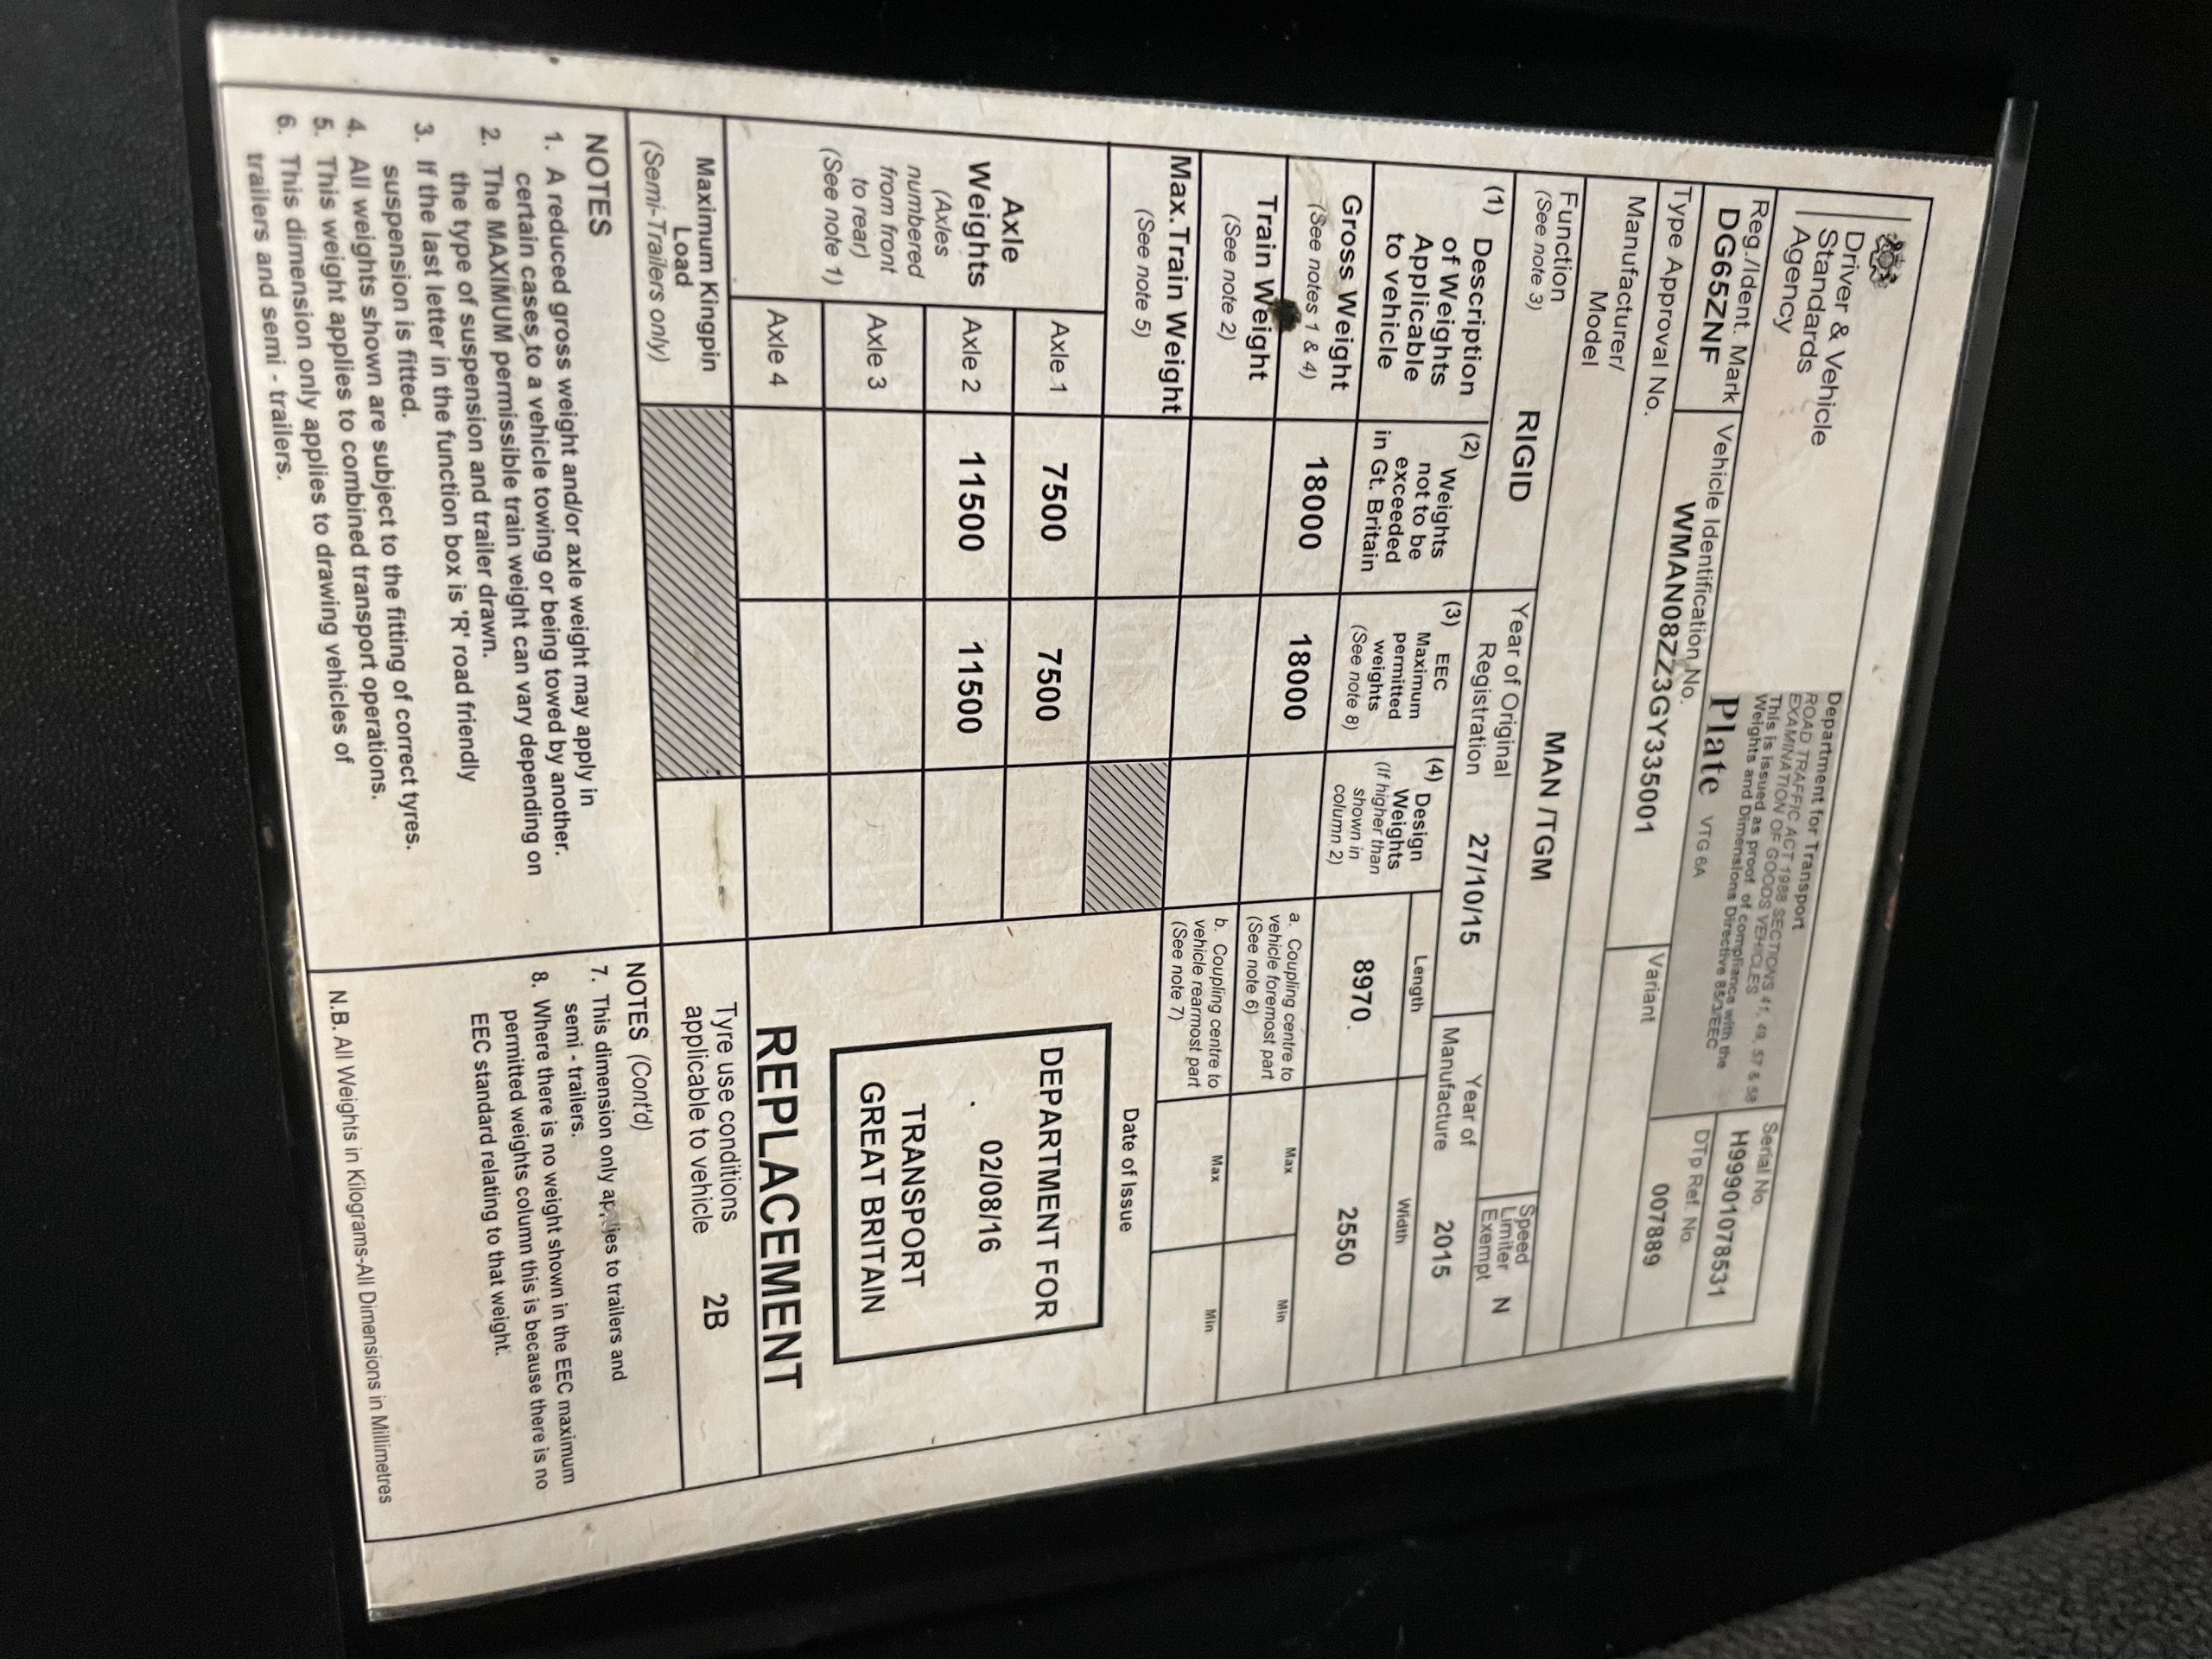 Driver & Vehicle
Standards
Agency
Department for Transport
ROAD TRAFFIC ACT 1988 SECTIONS 41, 49, 57 & 58
EXAMINATION OF GOODS VEHICLES
This is issued as proof of compliance with the
Weights and Dimensions Directive 85/3/EEC
Plate VTG 6A
Serial No.
H99901078531
Reg./Ident. Mark
DG65ZNF
Vehicle Identification No.
WMAN08ZZ3GY335001
DTp Ref. No.
007889
Type Approval No.
Variant
Manufacturer/
Model
MAN /TGM
Function
(See note 3)
RIGID
Year of Original
Registration
27/10/15
Year of
Manufacture
2015
Speed
Limiter
Exempt
N
(1) Description
of Weights
Applicable
to vehicle
(2) Weights
not to be
exceeded
in Gt. Britain
(3) EEC
Maximum
permitted
weights
(See note 8)
(4) Design
Weights
(If higher than
shown in
column 2)
Length
8970
Width
2550
Gross Weight
(See notes 1 & 4)
18000
18000
a. Coupling centre to
vehicle foremost part
(See note 6)
Max
Min
Train Weight
(See note 2)
b. Coupling centre to
vehicle rearmost part
(See note 7)
Max
Min
Max.Train Weight
(See note 5)
Date of Issue
Axle
Weights
(Axles
numbered
from front
to rear)
(See note 1)
Axle 1
7500
7500
Axle 2
11500
11500
Axle 3
Axle 4
DEPARTMENT FOR
02/08/16
TRANSPORT
GREAT BRITAIN
REPLACEMENT
Maximum Kingpin
Load
(Semi-Trailers only)
Tyre use conditions
applicable to vehicle
2B
NOTES
1. A reduced gross weight and/or axle weight may apply in
certain cases to a vehicle towing or being towed by another.
2. The MAXIMUM permissible train weight can vary depending on
the type of suspension and trailer drawn.
3. If the last letter in the function box is 'R' road friendly
suspension is fitted.
4. All weights shown are subject to the fitting of correct tyres.
5. This weight applies to combined transport operations.
6. This dimension only applies to drawing vehicles of
trailers and semi - trailers.
NOTES (Cont'd)
7. This dimension only applies to trailers and
semi - trailers.
8. Where there is no weight shown in the EEC maximum
permitted weights column this is because there is no
EEC standard relating to that weight.
N.B. All Weights in Kilograms-All Dimensions in Millimetres